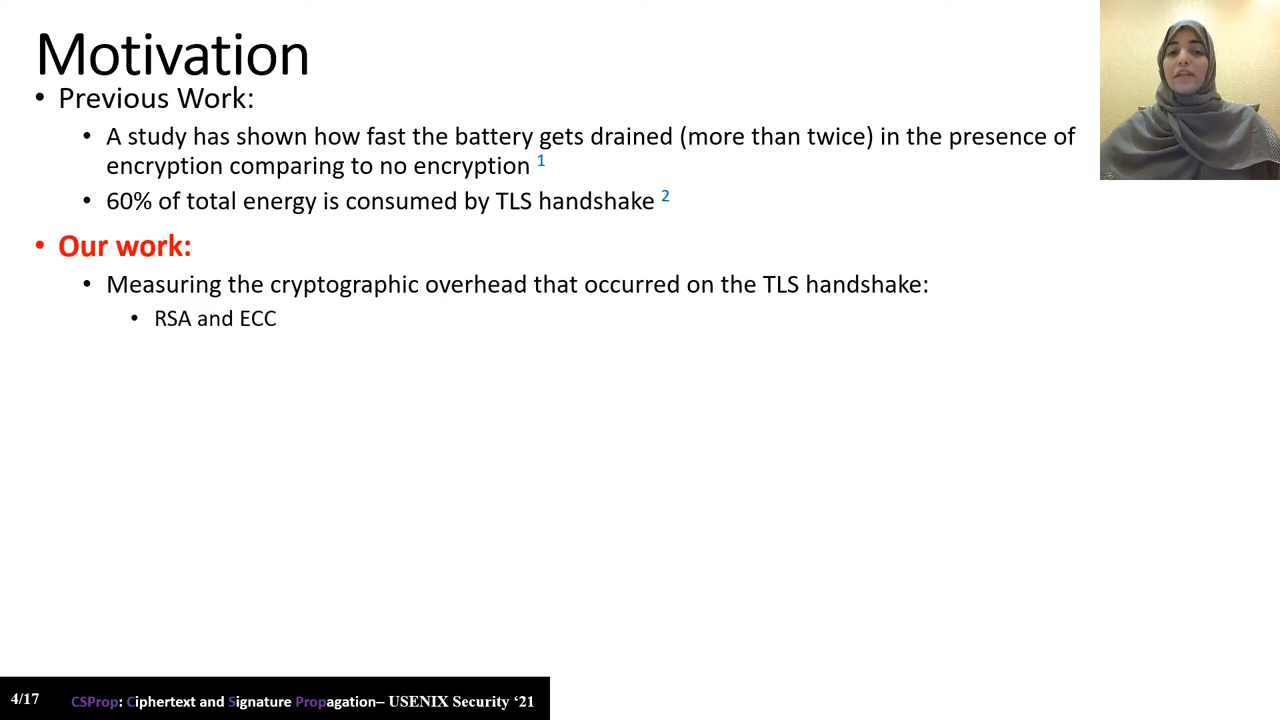 Motivation
• Previous Work:
• A study has shown how fast the battery gets drained (more than twice) in the presence of
encryption comparing to no encryption 1
• 60% of total energy is consumed by TLS handshake 2
• Our work:
• Measuring the cryptographic overhead that occurred on the TLS handshake:
• RSA and ECC
4/17 CSProp: Ciphertext and Signature Propagation– USENIX Security ‘21